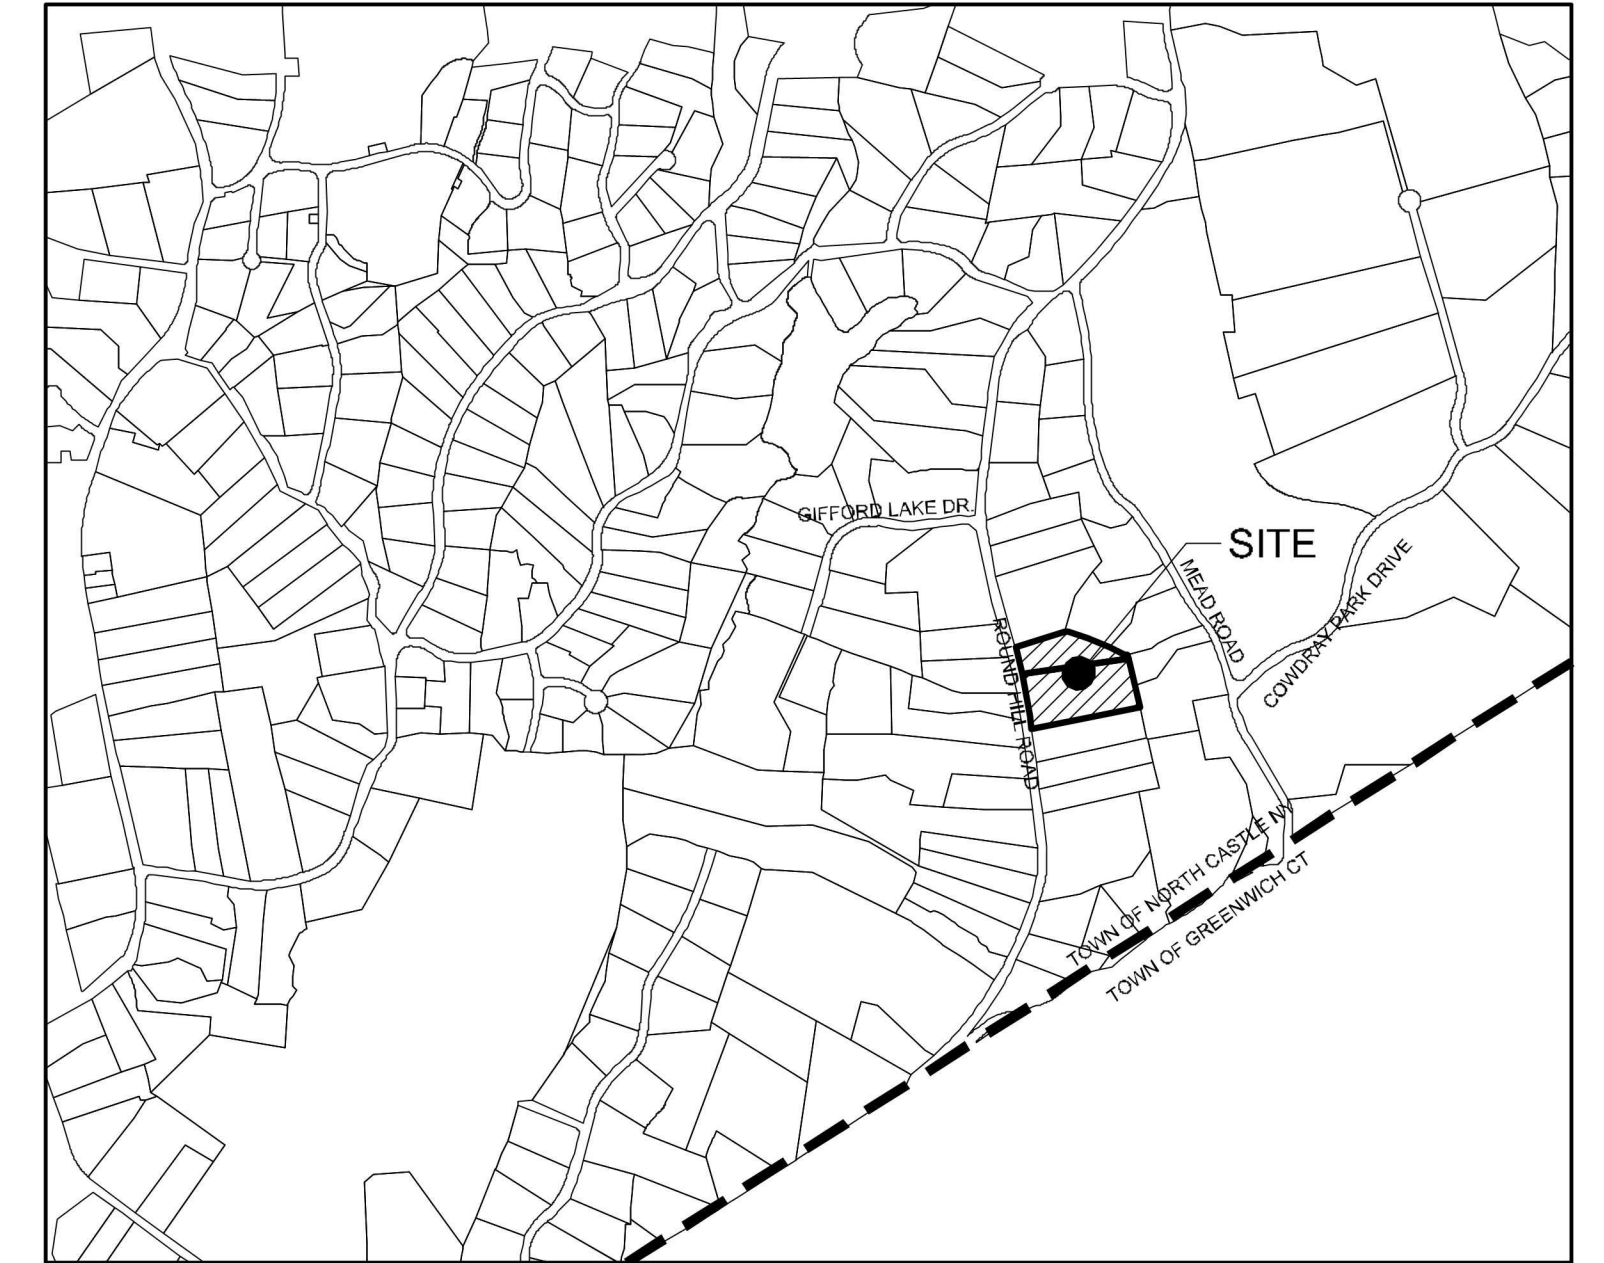 GIFFORD LAKE DR.
SITE
MEAD ROAD
COWDRAY PARK DRIVE
ROUND HILL ROAD
TOWN OF NORTH CASTLE NY
TOWN OF GREENWICH CT